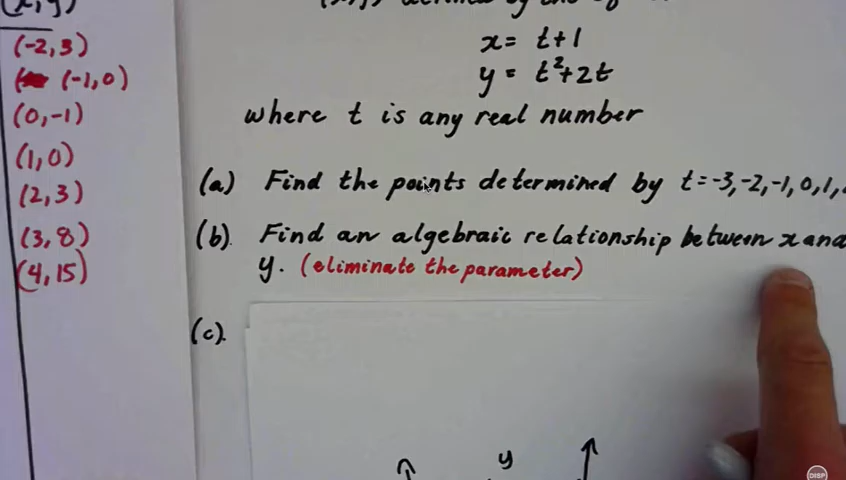 (x,y)
(-2,3)
(-1,0)
(0,-1)
(1,0)
(2,3)
(3,8)
(4,15)
x = t+1
y = t²+2t
where t is any real number
(a) Find the points determined by t=-3,-2,-1,0,1,
(b). Find an algebraic relationship between x and
y. (eliminate the parameter)
(c).
y
DISP